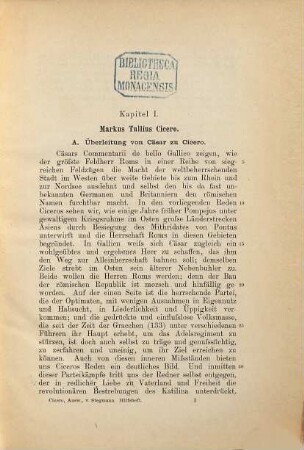 BIBLIOTHECA
REGIA
MONACENSIS
Kapitel I.
Markus Tullius Cicero.
A. Überleitung von Cäsar zu Cicero.
Cäsars Commentarii de bello Gallico zeigen, wie
der größte Feldherr Roms in einer Reihe von sieg-
reichen Feldzügen die Macht der weltbeherrschenden
Stadt im Westen über weite Gebiete bis zum Rhein und
zur Nordsee ausdehnt und selbst den bis da fast un-
bekannten Germanen und Britanniern den römischen
Namen furchtbar macht. In den vorliegenden Reden
Ciceros sehen wir, wie einige Jahre früher Pompejus unter
gewaltigem Kriegsruhme im Osten große Länderstrecken
Asiens durch Besiegung des Mithridates von Pontus
unterwirft und die Herrschaft Roms in diesen Gebieten
begründet. In Gallien weiß sich Cäsar zugleich ein
wohlgeübtes und ergebenes Heer zu schaffen, das ihm
den Weg zur Alleinherrschaft bahnen soll; demselben
Ziele strebt im Osten sein älterer Nebenbuhler zu.
Beide wollen die Herren Roms werden; denn der Bau
der römischen Republik ist morsch und hinfällig ge-
worden. Auf der einen Seite ist die herrschende Partei,
die der Optimaten, mit wenigen Ausnahmen in Eigennutz
und Habsucht, in Liederlichkeit und Üppigkeit ver-
sunken; die entrechtete und einflußlose Volksmasse,
die seit der Zeit der Gracchen (133) unter verschiedenen
Führern ihr Haupt erhebt, um das Adelsregiment zu
stürzen, ist doch auch selbst zu träge und genußsüchtig,
zu zerfahren und uneinig, um ihr Ziel erreichen zu
können. Auch von diesen inneren Mißständen bieten
uns Ciceros Reden ein deutliches Bild. Und inmitten
dieser Parteikämpfe tritt uns der Redner selbst entgegen,
der in redlicher Liebe zu Vaterland und Freiheit die
revolutionären Bestrebungen des Katilina unterdrückt,
Cicero, Ausw. v. Stegmann. Hilfsheft. 1